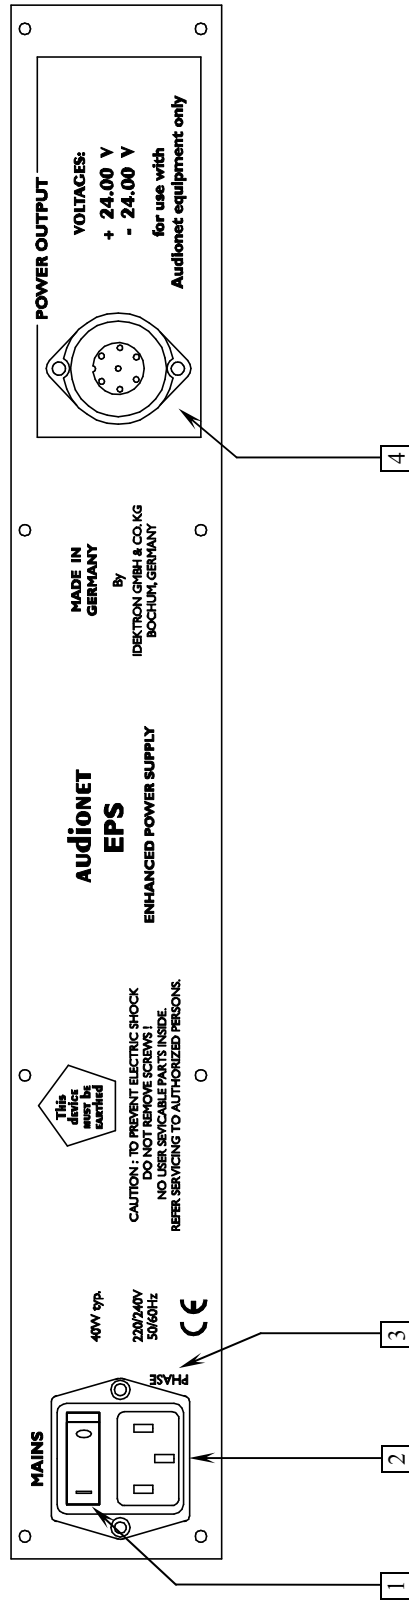 MAINS
PHASE
40W typ.
220/240V
50/60Hz
CE
This
device
MUST be
EARTHED
CAUTION : TO PREVENT ELECTRIC SHOCK
DO NOT REMOVE SCREWS !
NO USER SEVICABLE PARTS INSIDE.
REFER SERVICING TO AUTHORIZED PERSONS.
AUdiONET
EPS
ENHANCED POWER SUPPLY
MADE IN
GERMANY
By
IDEKTRON GMBH & CO. KG
BOCHUM, GERMANY
POWER OUTPUT
VOLTAGES:
+ 24.00 V
- 24.00 V
for use with
Audionet equipment only
1
2
3
4